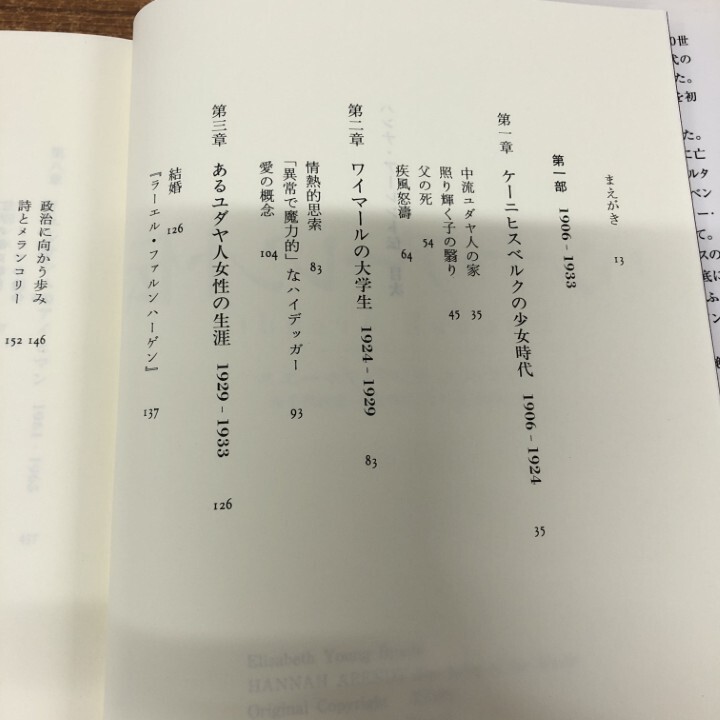 まえがき 13
第一部 1906-1933
第一章 ケーニヒスベルクの少女時代 1906-1924 35
中流ユダヤ人の家 35
照り輝く子の翳り 45
父の死 54
疾風怒濤 64
第二章 ワイマールの大学生 1924-1929 83
情熱的思索 83
「異常で魔力的」なハイデッガー 93
愛の概念 104
第三章 あるユダヤ人女性の生涯 1929-1933 126
結婚 126
『ラーエル・ファルンハーゲン』 137
政治に向かう歩み 146
詩とメランコリー 152
Elisabeth Young
HANNAH
Original Copyright